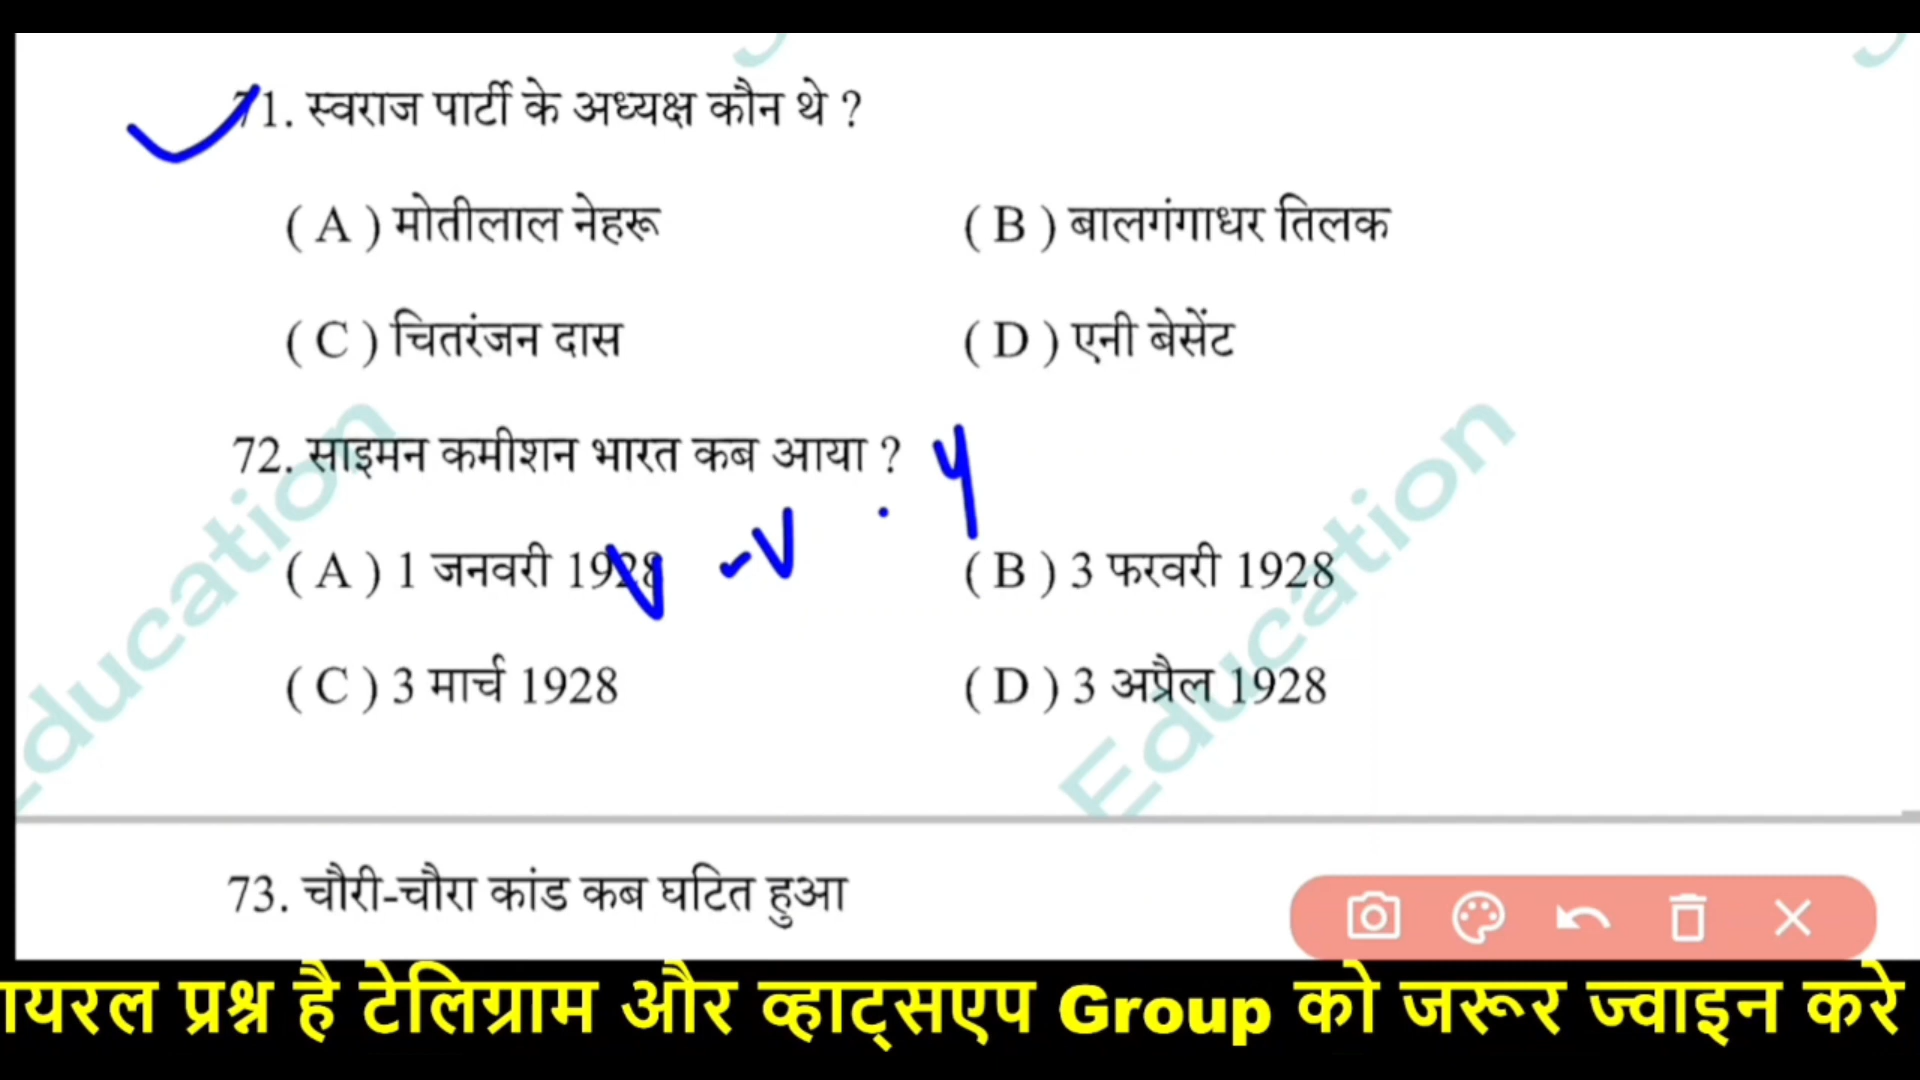 71. स्वराज पार्टी के अध्यक्ष कौन थे ?
( A ) मोतीलाल नेहरू ( B ) बालगंगाधर तिलक
( C ) चितरंजन दास ( D ) एनी बेसेंट
72. साइमन कमीशन भारत कब आया ?
( A ) 1 जनवरी 1928 ( B ) 3 फरवरी 1928
( C ) 3 मार्च 1928 ( D ) 3 अप्रैल 1928
Education
Education
73. चौरी-चौरा कांड कब घटित हुआ
प्रश्न है टेलिग्राम और व्हाट्सएप Group को जरूर ज्वाइन करे